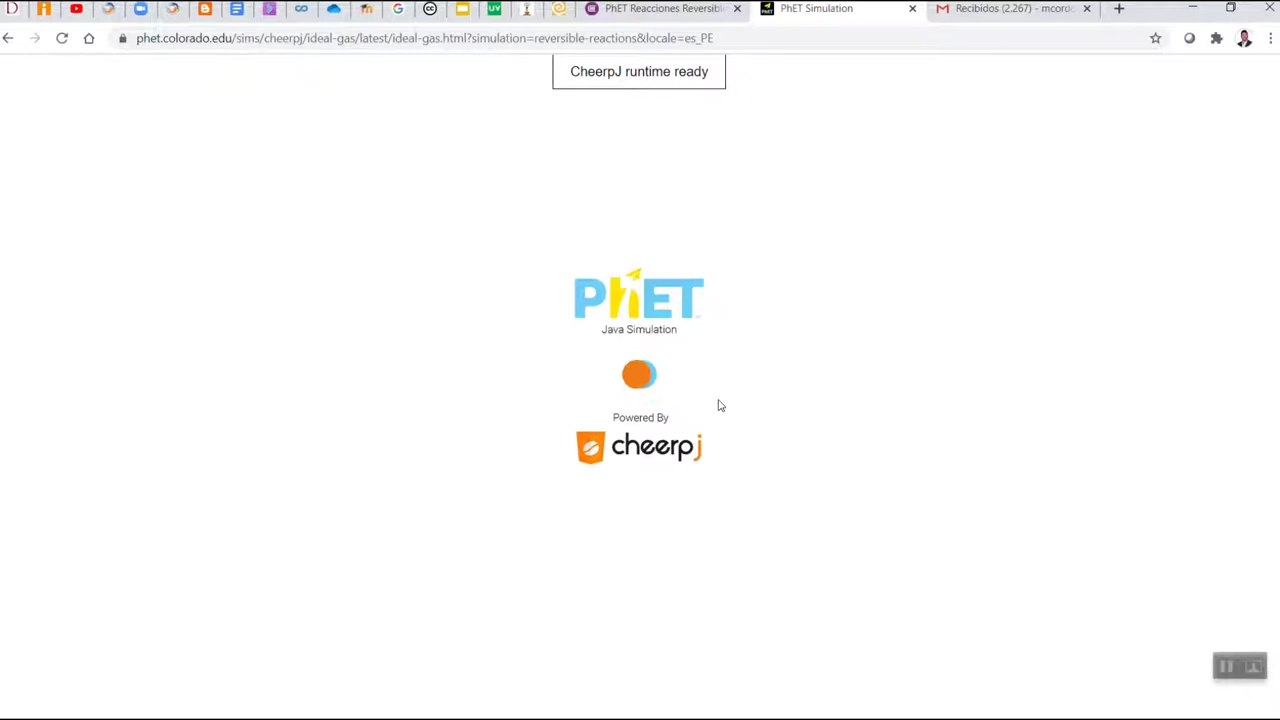 PhET Reacciones Reversibl
PhET Simulation
Recibidos (2.267) - mcord
phet.colorado.edu/sims/cheerpj/ideal-gas/latest/ideal-gas.html?simulation=reversible-reactions&locale=es_PE
CheerpJ runtime ready
PhET
Java Simulation
Powered By
cheerpj